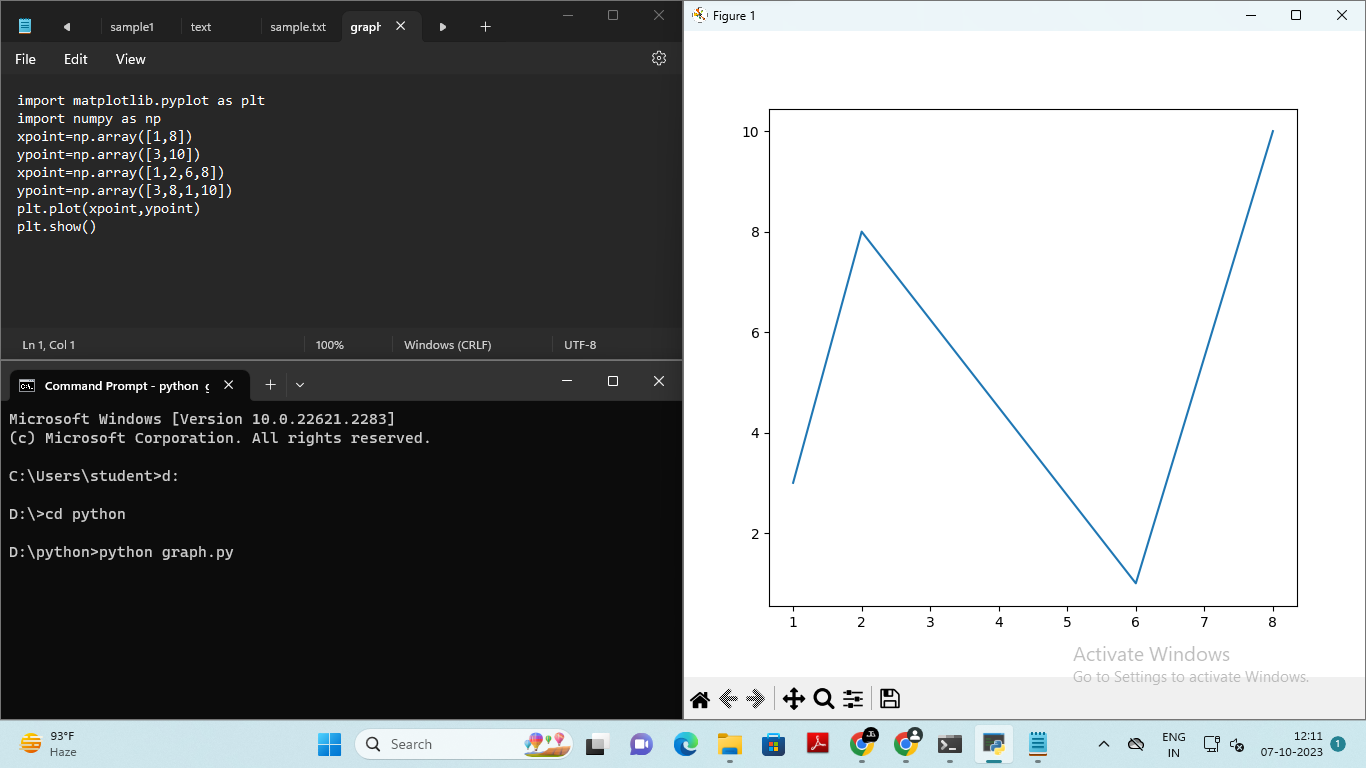 sample1
text
sample.txt
graph
File
Edit
View
import matplotlib.pyplot as plt
import numpy as np
xpoint=np.array([1,8])
ypoint=np.array([3,10])
xpoint=np.array([1,2,6,8])
ypoint=np.array([3,8,1,10])
plt.plot(xpoint,ypoint)
plt.show()
Ln 1, Col 1
100%
Windows (CRLF)
UTF-8
Command Prompt - python g
Microsoft Windows [Version 10.0.22621.2283]
(c) Microsoft Corporation. All rights reserved.
C:\Users\student>d:
D:\>cd python
D:\python>python graph.py
Figure 1
10
8
6
4
2
1 2 3 4 5 6 7 8
Activate Windows
Go to Settings to activate Windows.
93°F
Haze
Search
JG
ENG
IN
12:11
07-10-2023
1